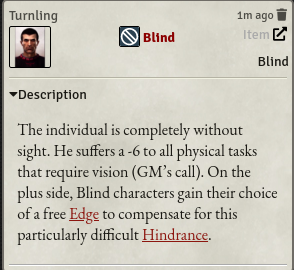 Turnling
1m ago
Blind
Item
Blind
Description
The individual is completely without
sight. He suffers a -6 to all physical tasks
that require vision (GM's call). On the
plus side, Blind characters gain their choice
of a free Edge to compensate for this
particularly difficult Hindrance.